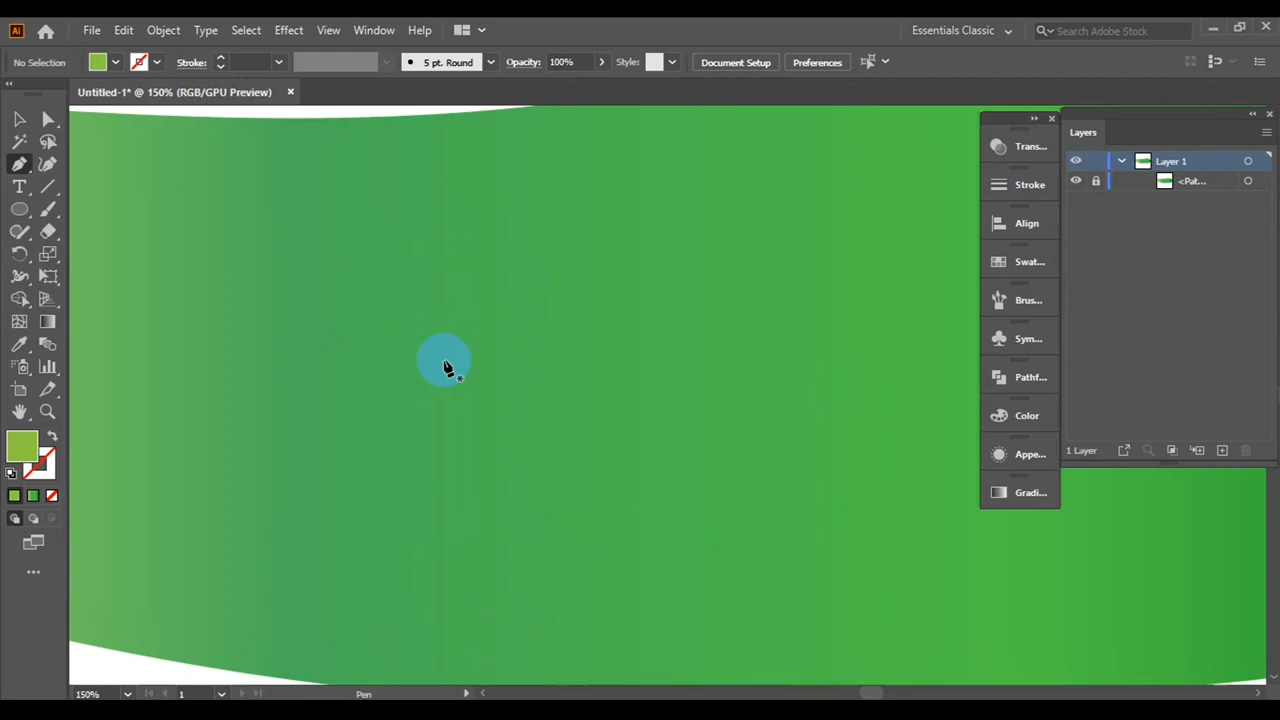 Ai File Edit Object Type Select Effect View Window Help Essentials Classic Search Adobe Stock
No Selection Stroke: 5 pt. Round Opacity: 100% Style: Document Setup Preferences
Untitled-1* @ 150% (RGB/GPU Preview)
Layers
Trans...
Layer 1
<Pat...
Stroke
Align
Swat...
Brus...
Sym...
Pathf...
Color
Appe...
1 Layer
Gradi...
150% 1 Pen